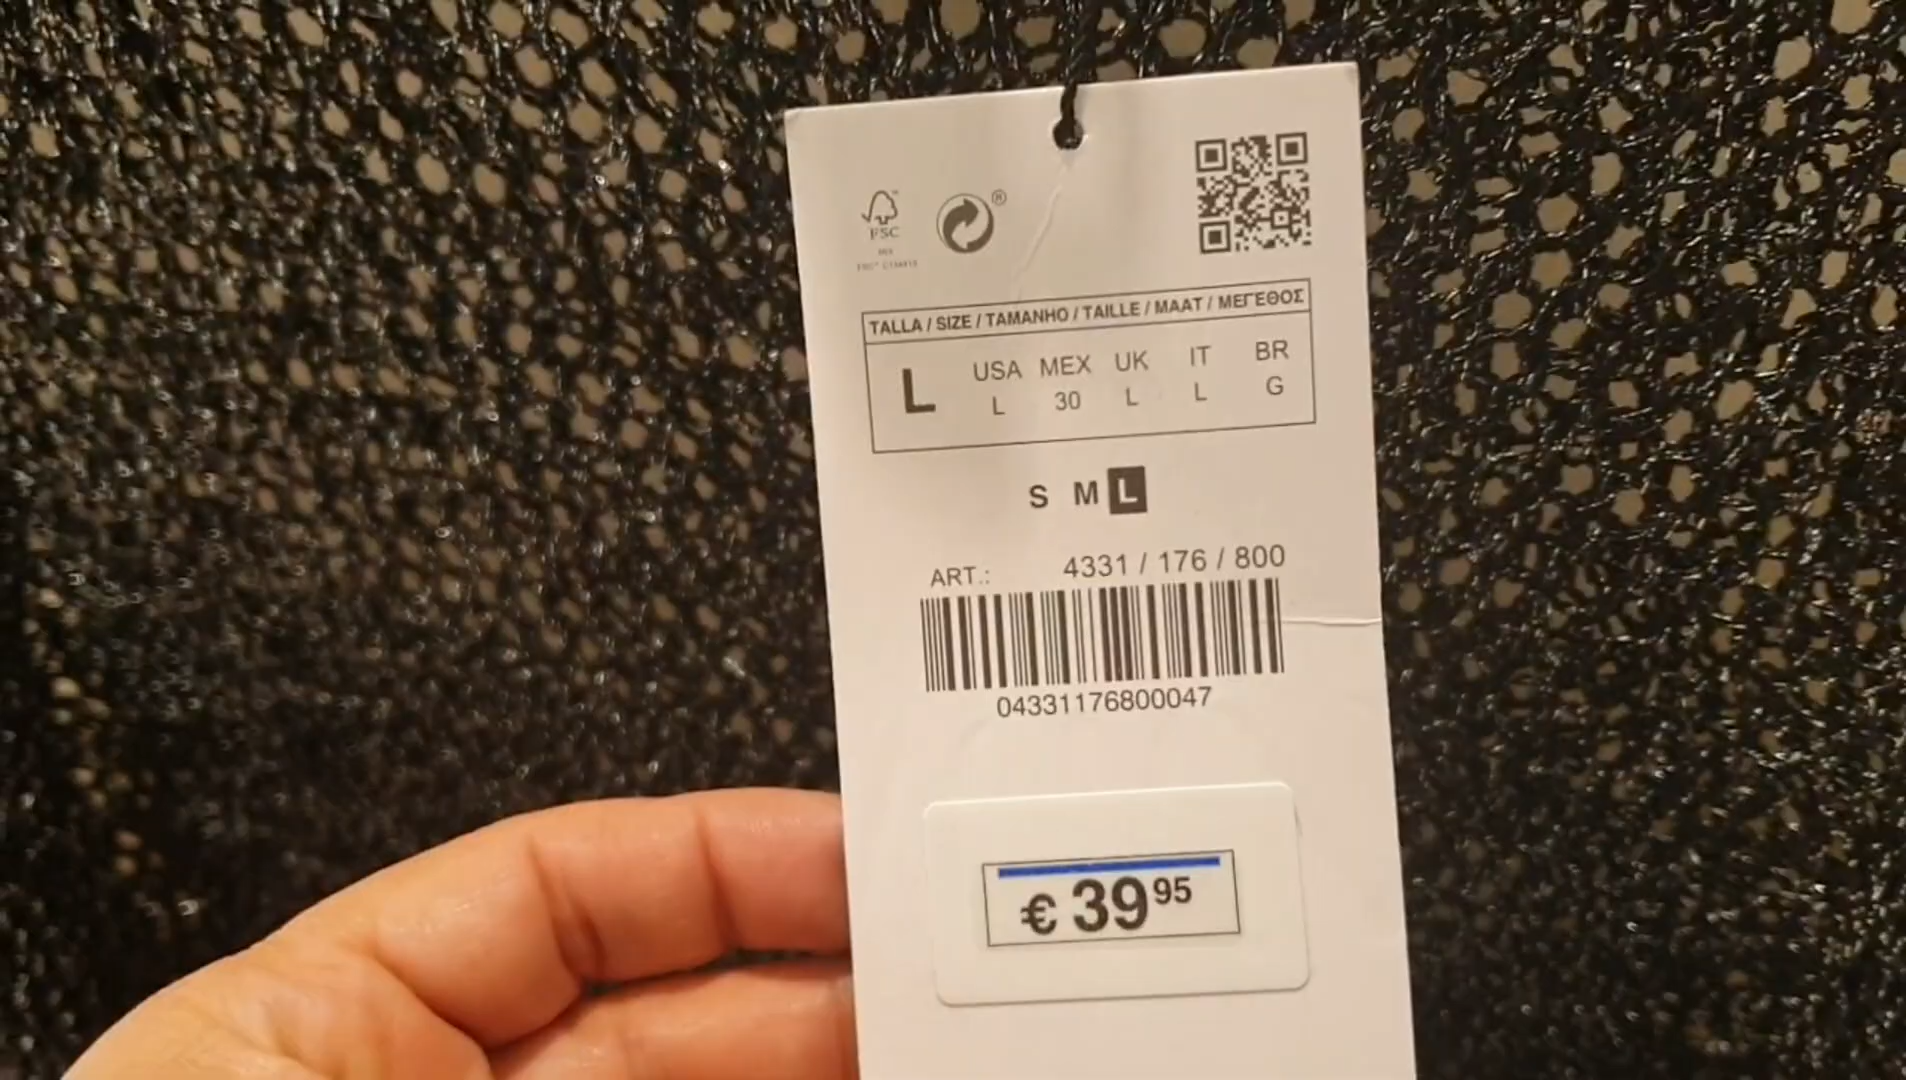 FSC
®
TALLA / SIZE / TAMANHO / TAILLE / MAAT / ΜΕΓΕΘΟΣ
L USA MEX UK IT BR
L 30 L L G
S M L
ART.: 4331 / 176 / 800
04331176800047
€ 39 95